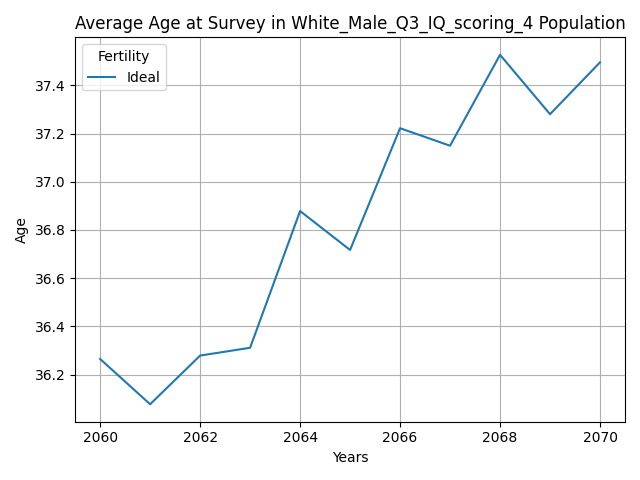 Average Age at Survey in White_Male_Q3_IQ_scoring_4 Population
Fertility
Ideal
37.4
37.2
37.0
36.8
36.6
36.4
36.2
Age
2060
2062
2064
2066
2068
2070
Years